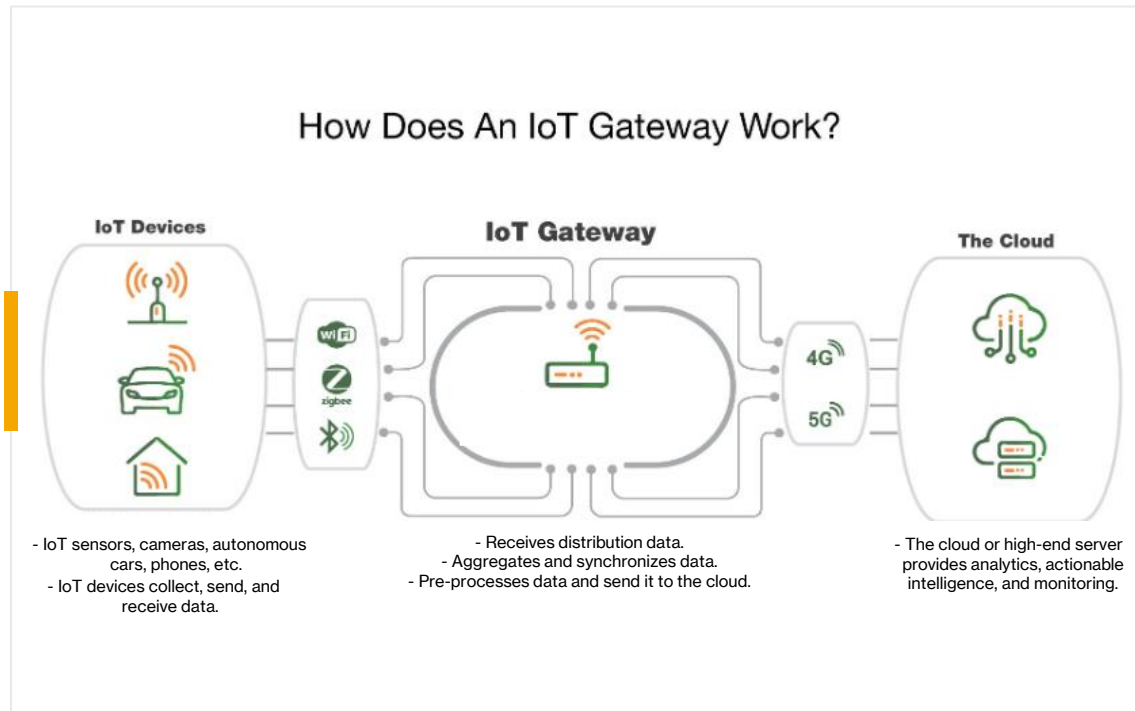 How Does An IoT Gateway Work?
IoT Devices
IoT Gateway
The Cloud
WiFi
zigbee
4G
5G
- IoT sensors, cameras, autonomous
cars, phones, etc.
- IoT devices collect, send, and
receive data.
- Receives distribution data.
- Aggregates and synchronizes data.
- Pre-processes data and send it to the cloud.
- The cloud or high-end server
provides analytics, actionable
intelligence, and monitoring.